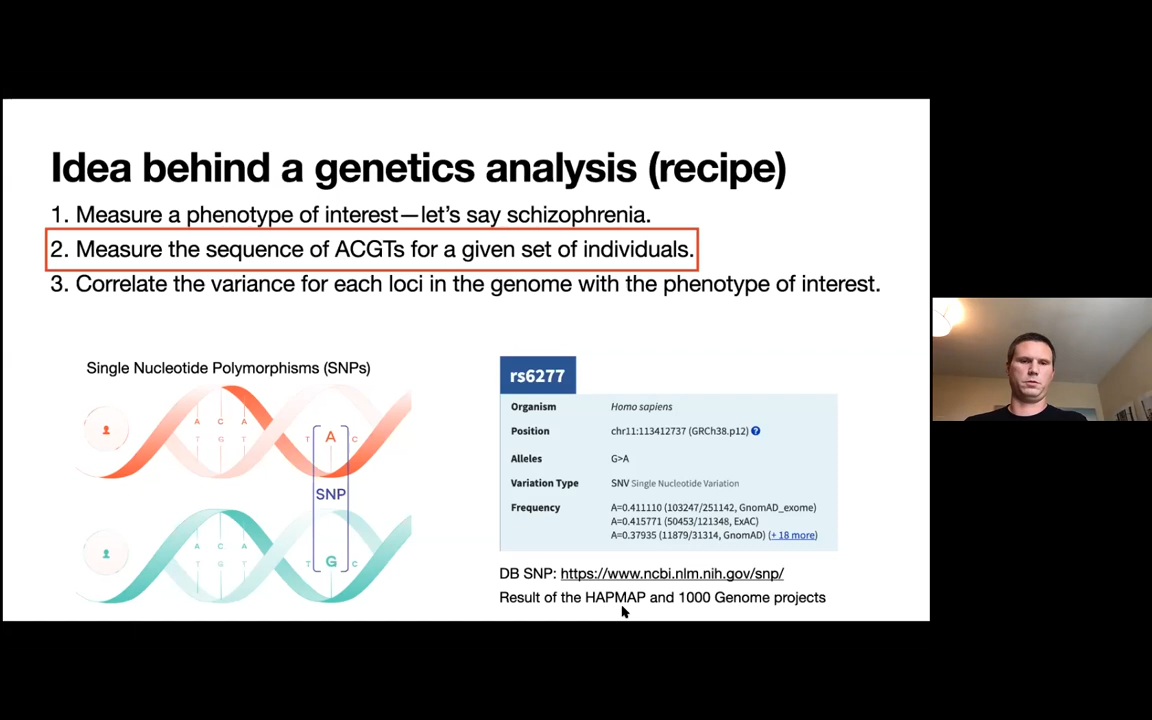 Idea behind a genetics analysis (recipe)
1. Measure a phenotype of interest—let's say schizophrenia.
2. Measure the sequence of ACGTs for a given set of individuals.
3. Correlate the variance for each loci in the genome with the phenotype of interest.
Single Nucleotide Polymorphisms (SNPs)
A C A
T G T
T A C
SNP
A C A
T G T
T G C
rs6277
Organism Homo sapiens
Position chr11:113412737 (GRCh38.p12) ?
Alleles G>A
Variation Type SNV Single Nucleotide Variation
Frequency A=0.411110 (103247/251142, GnomAD_exome)
A=0.415771 (50453/121348, ExAC)
A=0.37935 (11879/31314, GnomAD) (+ 18 more)
DB SNP: https://www.ncbi.nlm.nih.gov/snp/
Result of the HAPMAP and 1000 Genome projects